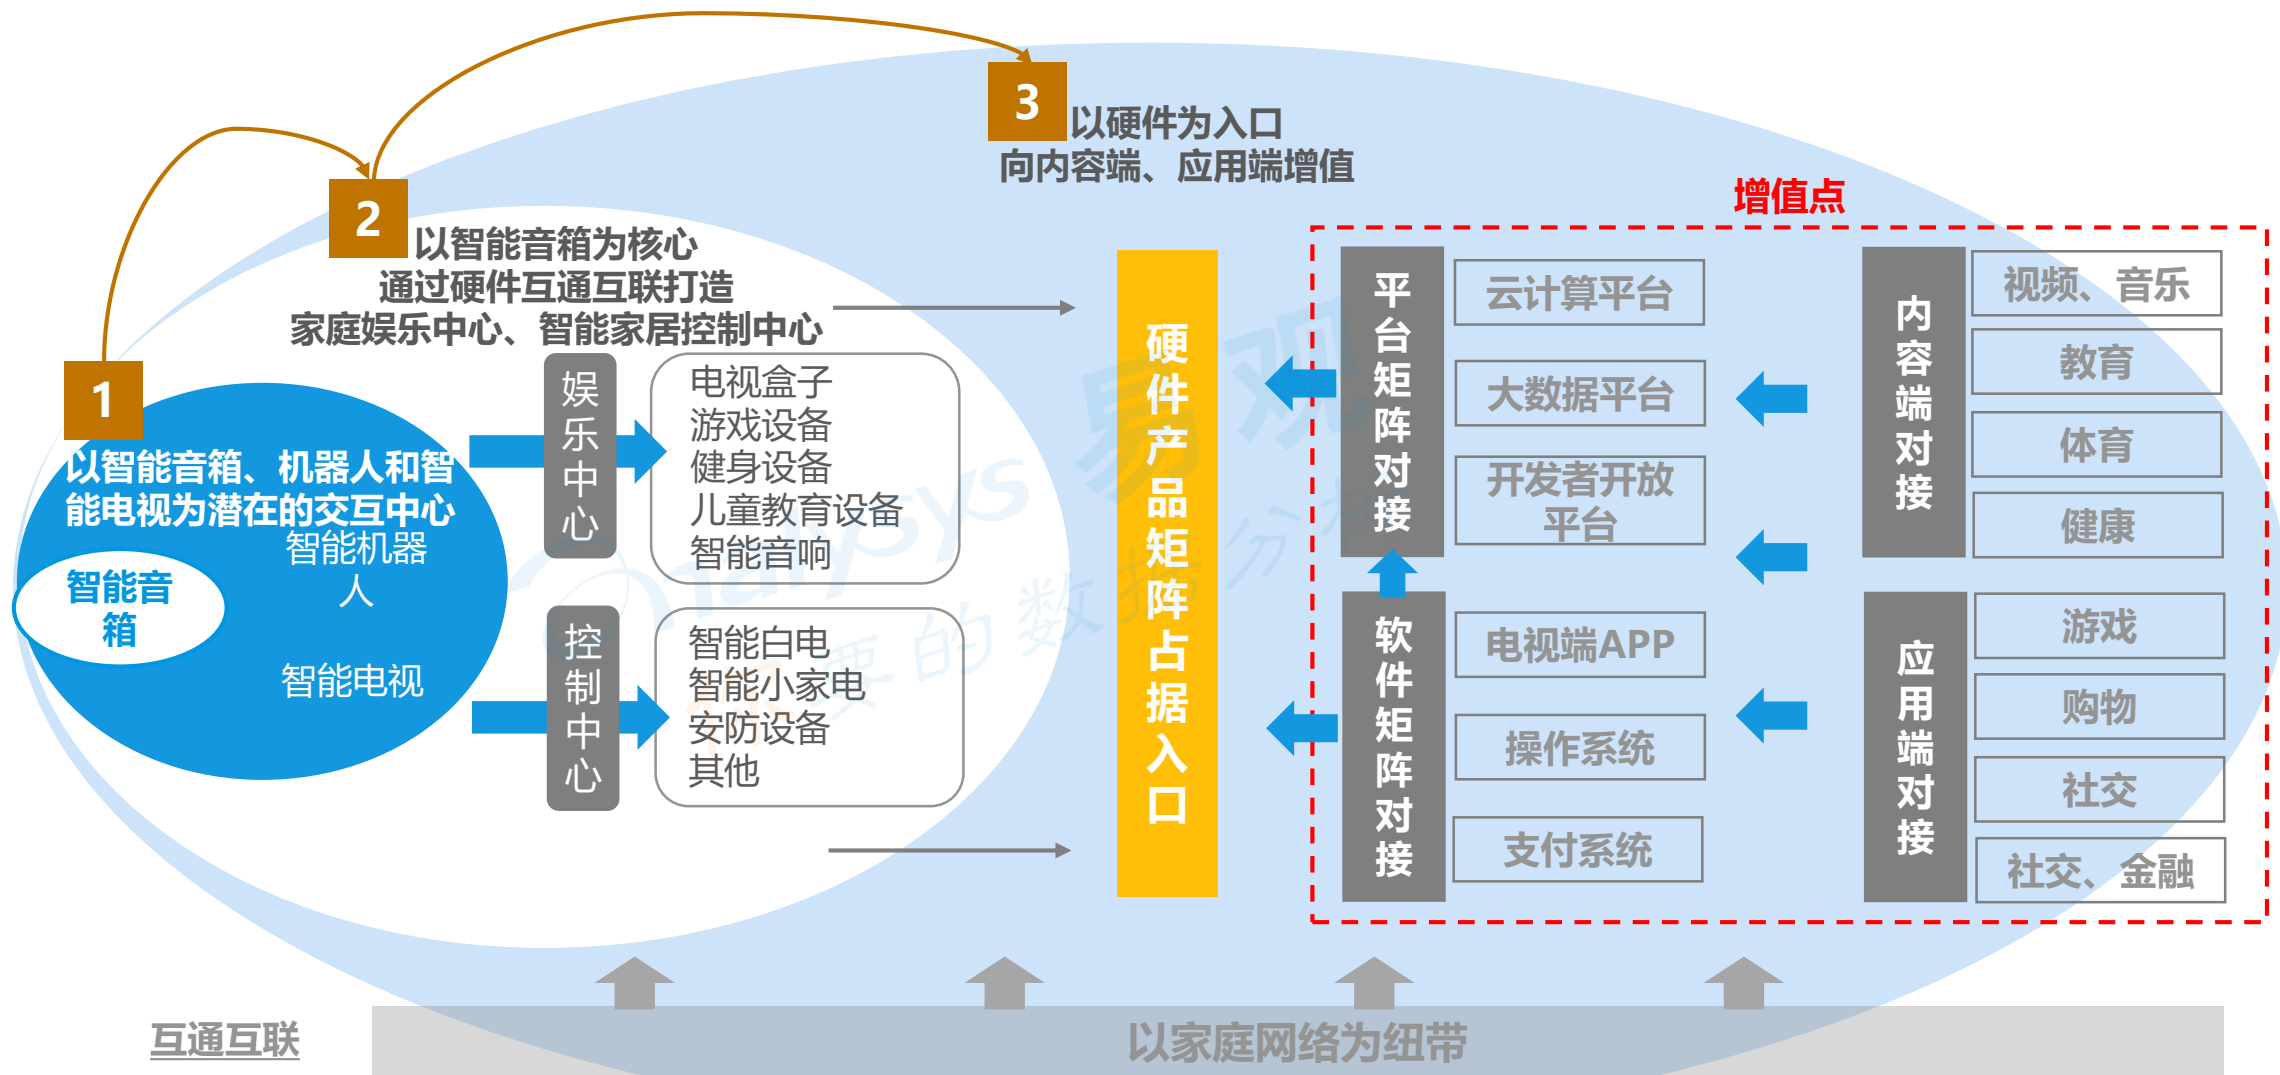 3
以硬件为入口
向内容端、应用端增值
2
以智能音箱为核心
通过硬件互通互联打造
家庭娱乐中心、智能家居控制中心
1
以智能音箱、机器人和智
能电视为潜在的交互中心
智能音
箱
智能机器
人
智能电视
娱乐中心
电视盒子
游戏设备
健身设备
儿童教育设备
智能音响
控制中心
智能白电
智能小家电
安防设备
其他
硬件产品矩阵占据入口
增值点
平台矩阵对接
云计算平台
大数据平台
开发者开放
平台
软件矩阵对接
电视端APP
操作系统
支付系统
内容端对接
视频、音乐
教育
体育
健康
应用端对接
游戏
购物
社交
社交、金融
互通互联
以家庭网络为纽带
analysys 易观
你要的数据分析